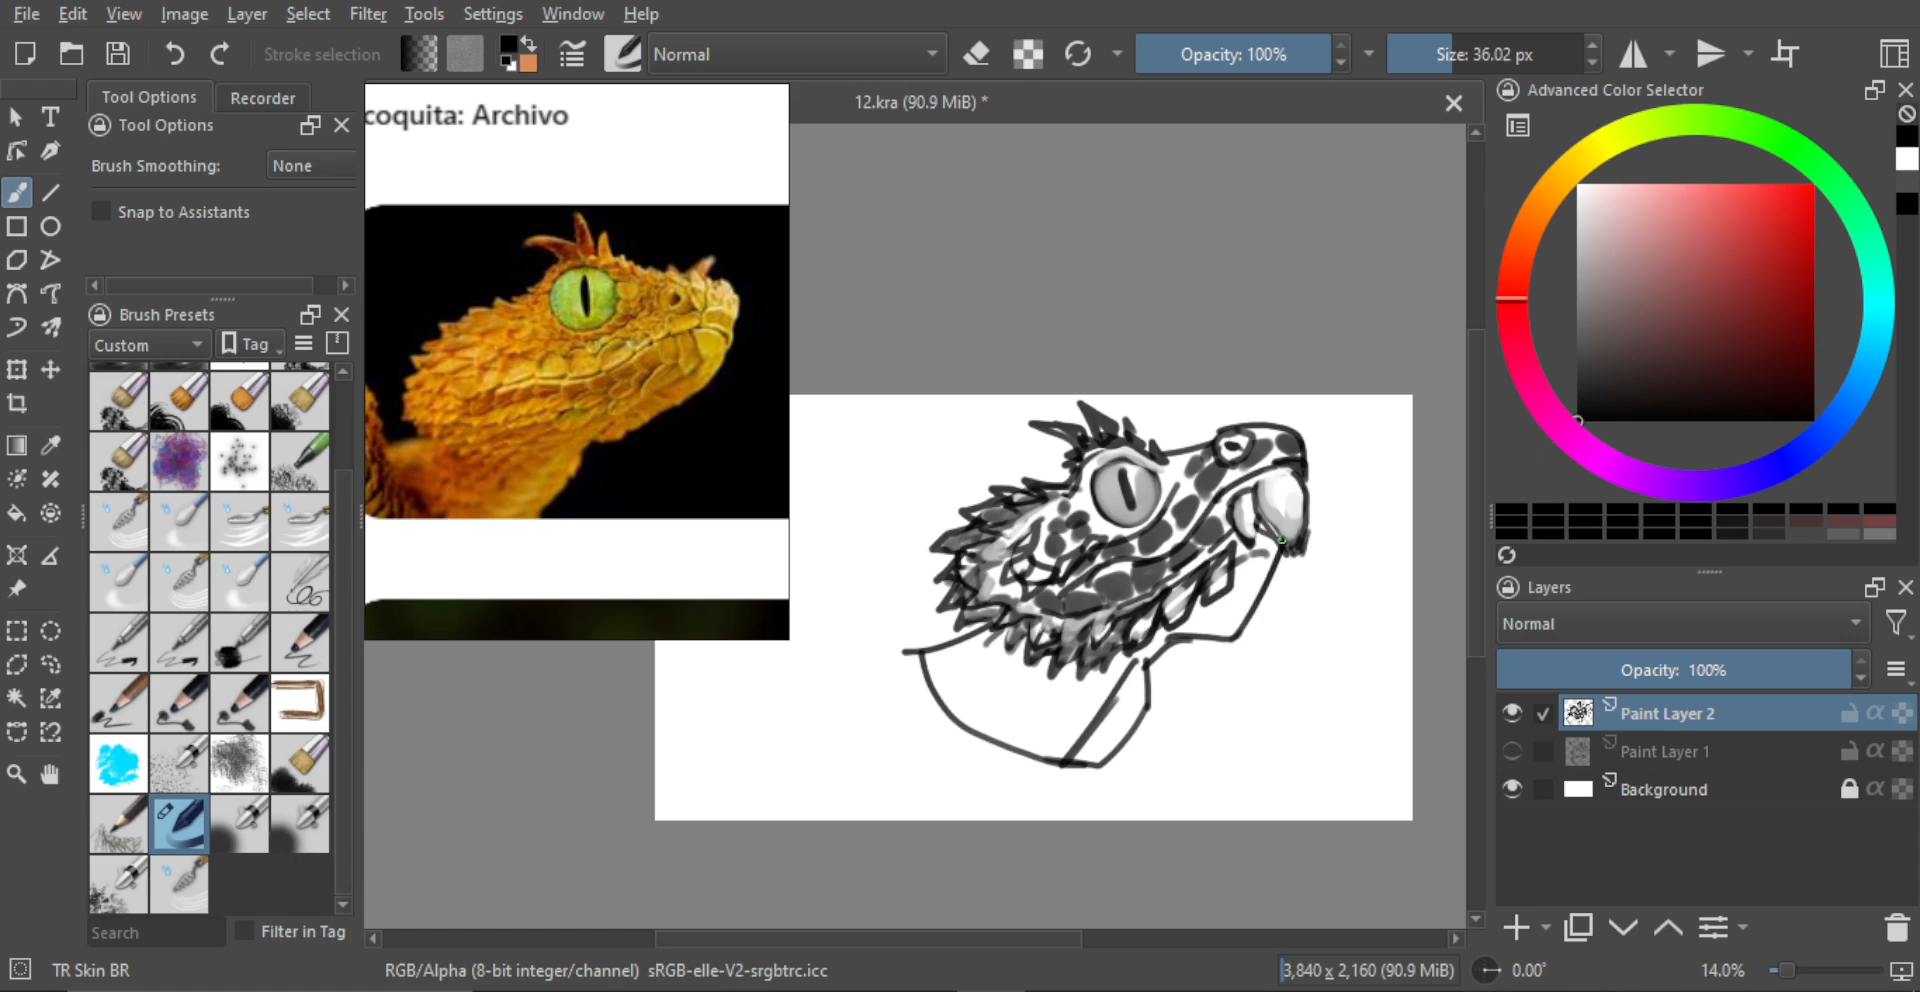 File Edit View Image Layer Select Filter Tools Settings Window Help
Stroke selection
Normal
Opacity: 100%
Size: 36.02 px
Tool Options
Recorder
Tool Options
Brush Smoothing:
None
Snap to Assistants
Brush Presets
Custom
Tag
Search
Filter in Tag
coquita: Archivo
12.kra (90.9 MiB) *
Advanced Color Selector
Layers
Normal
Opacity: 100%
Paint Layer 2
Paint Layer 1
Background
TR Skin BR
RGB/Alpha (8-bit integer/channel) sRGB-elle-V2-srgbtrc.icc
3,840 x 2,160 (90.9 MiB)
0.00°
14.0%